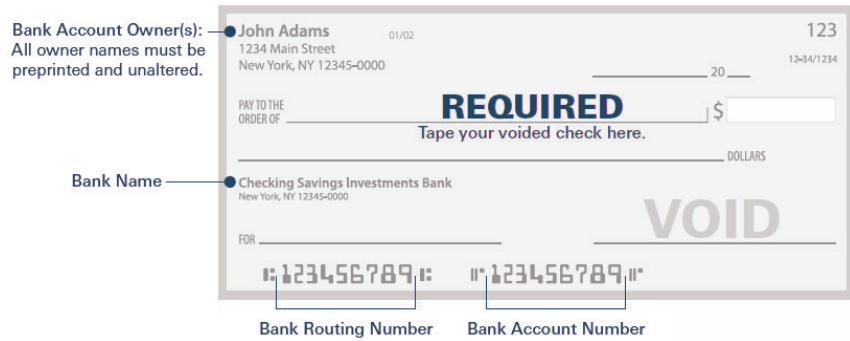 Bank Account Owner(s):
All owner names must be
preprinted and unaltered.
John Adams 01/02 123
1234 Main Street
New York, NY 12345-0000
12-34/1234
20
PAY TO THE
ORDER OF
REQUIRED
$
Tape your voided check here.
DOLLARS
Bank Name
Checking Savings Investments Bank
New York, NY 12345-0000
VOID
FOR
⑆123456789⑆ ⑈123456789⑈
Bank Routing Number Bank Account Number